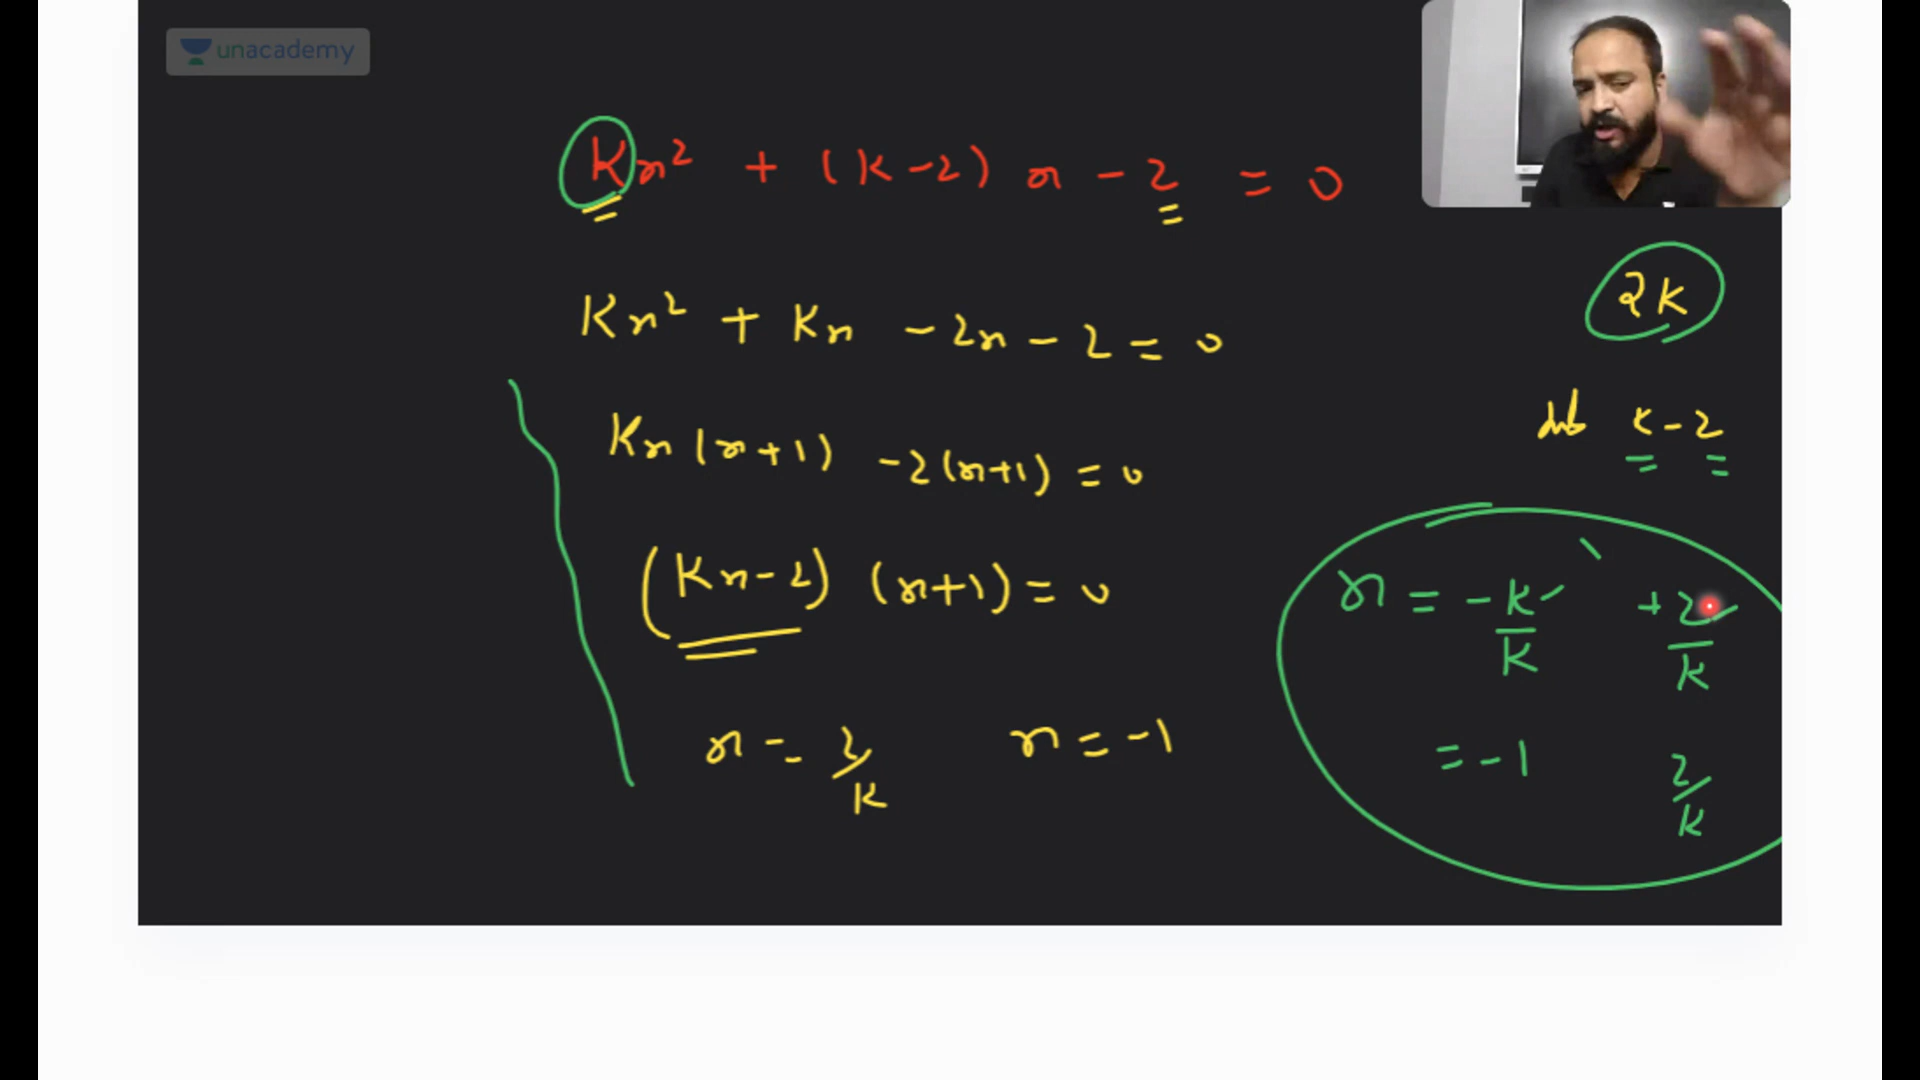 unacademy
Kx² + (k-2) x - 2 = 0
Kx² + Kx - 2x - 2 = 0
Kx (x+1) - 2(x+1) = 0
(Kx-2) (x+1) = 0
x = 2/K x = -1
2K
K-2
x = -K/K +2/K
= -1 2/K